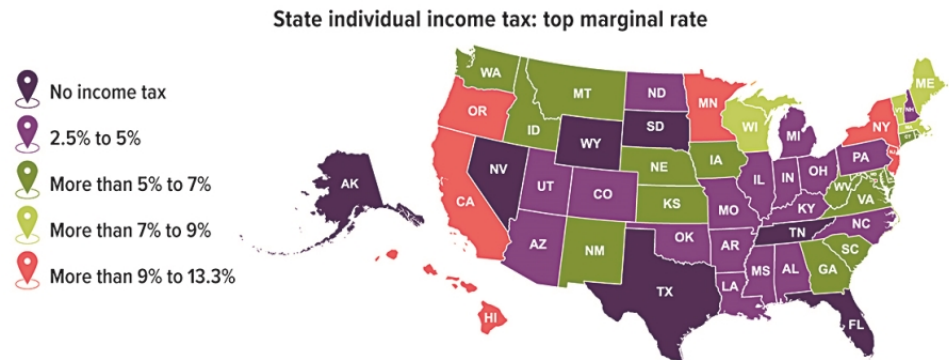 State individual income tax: top marginal rate
No income tax
2.5% to 5%
More than 5% to 7%
More than 7% to 9%
More than 9% to 13.3%
WA
MT
ND
MN
ME
OR
ID
WY
SD
WI
MI
VT
NH
NY
NV
NE
IA
PA
CA
UT
CO
KS
MO
IL
IN
OH
WV
VA
KY
AZ
NM
OK
AR
TN
NC
SC
MS
AL
GA
LA
TX
FL
AK
HI